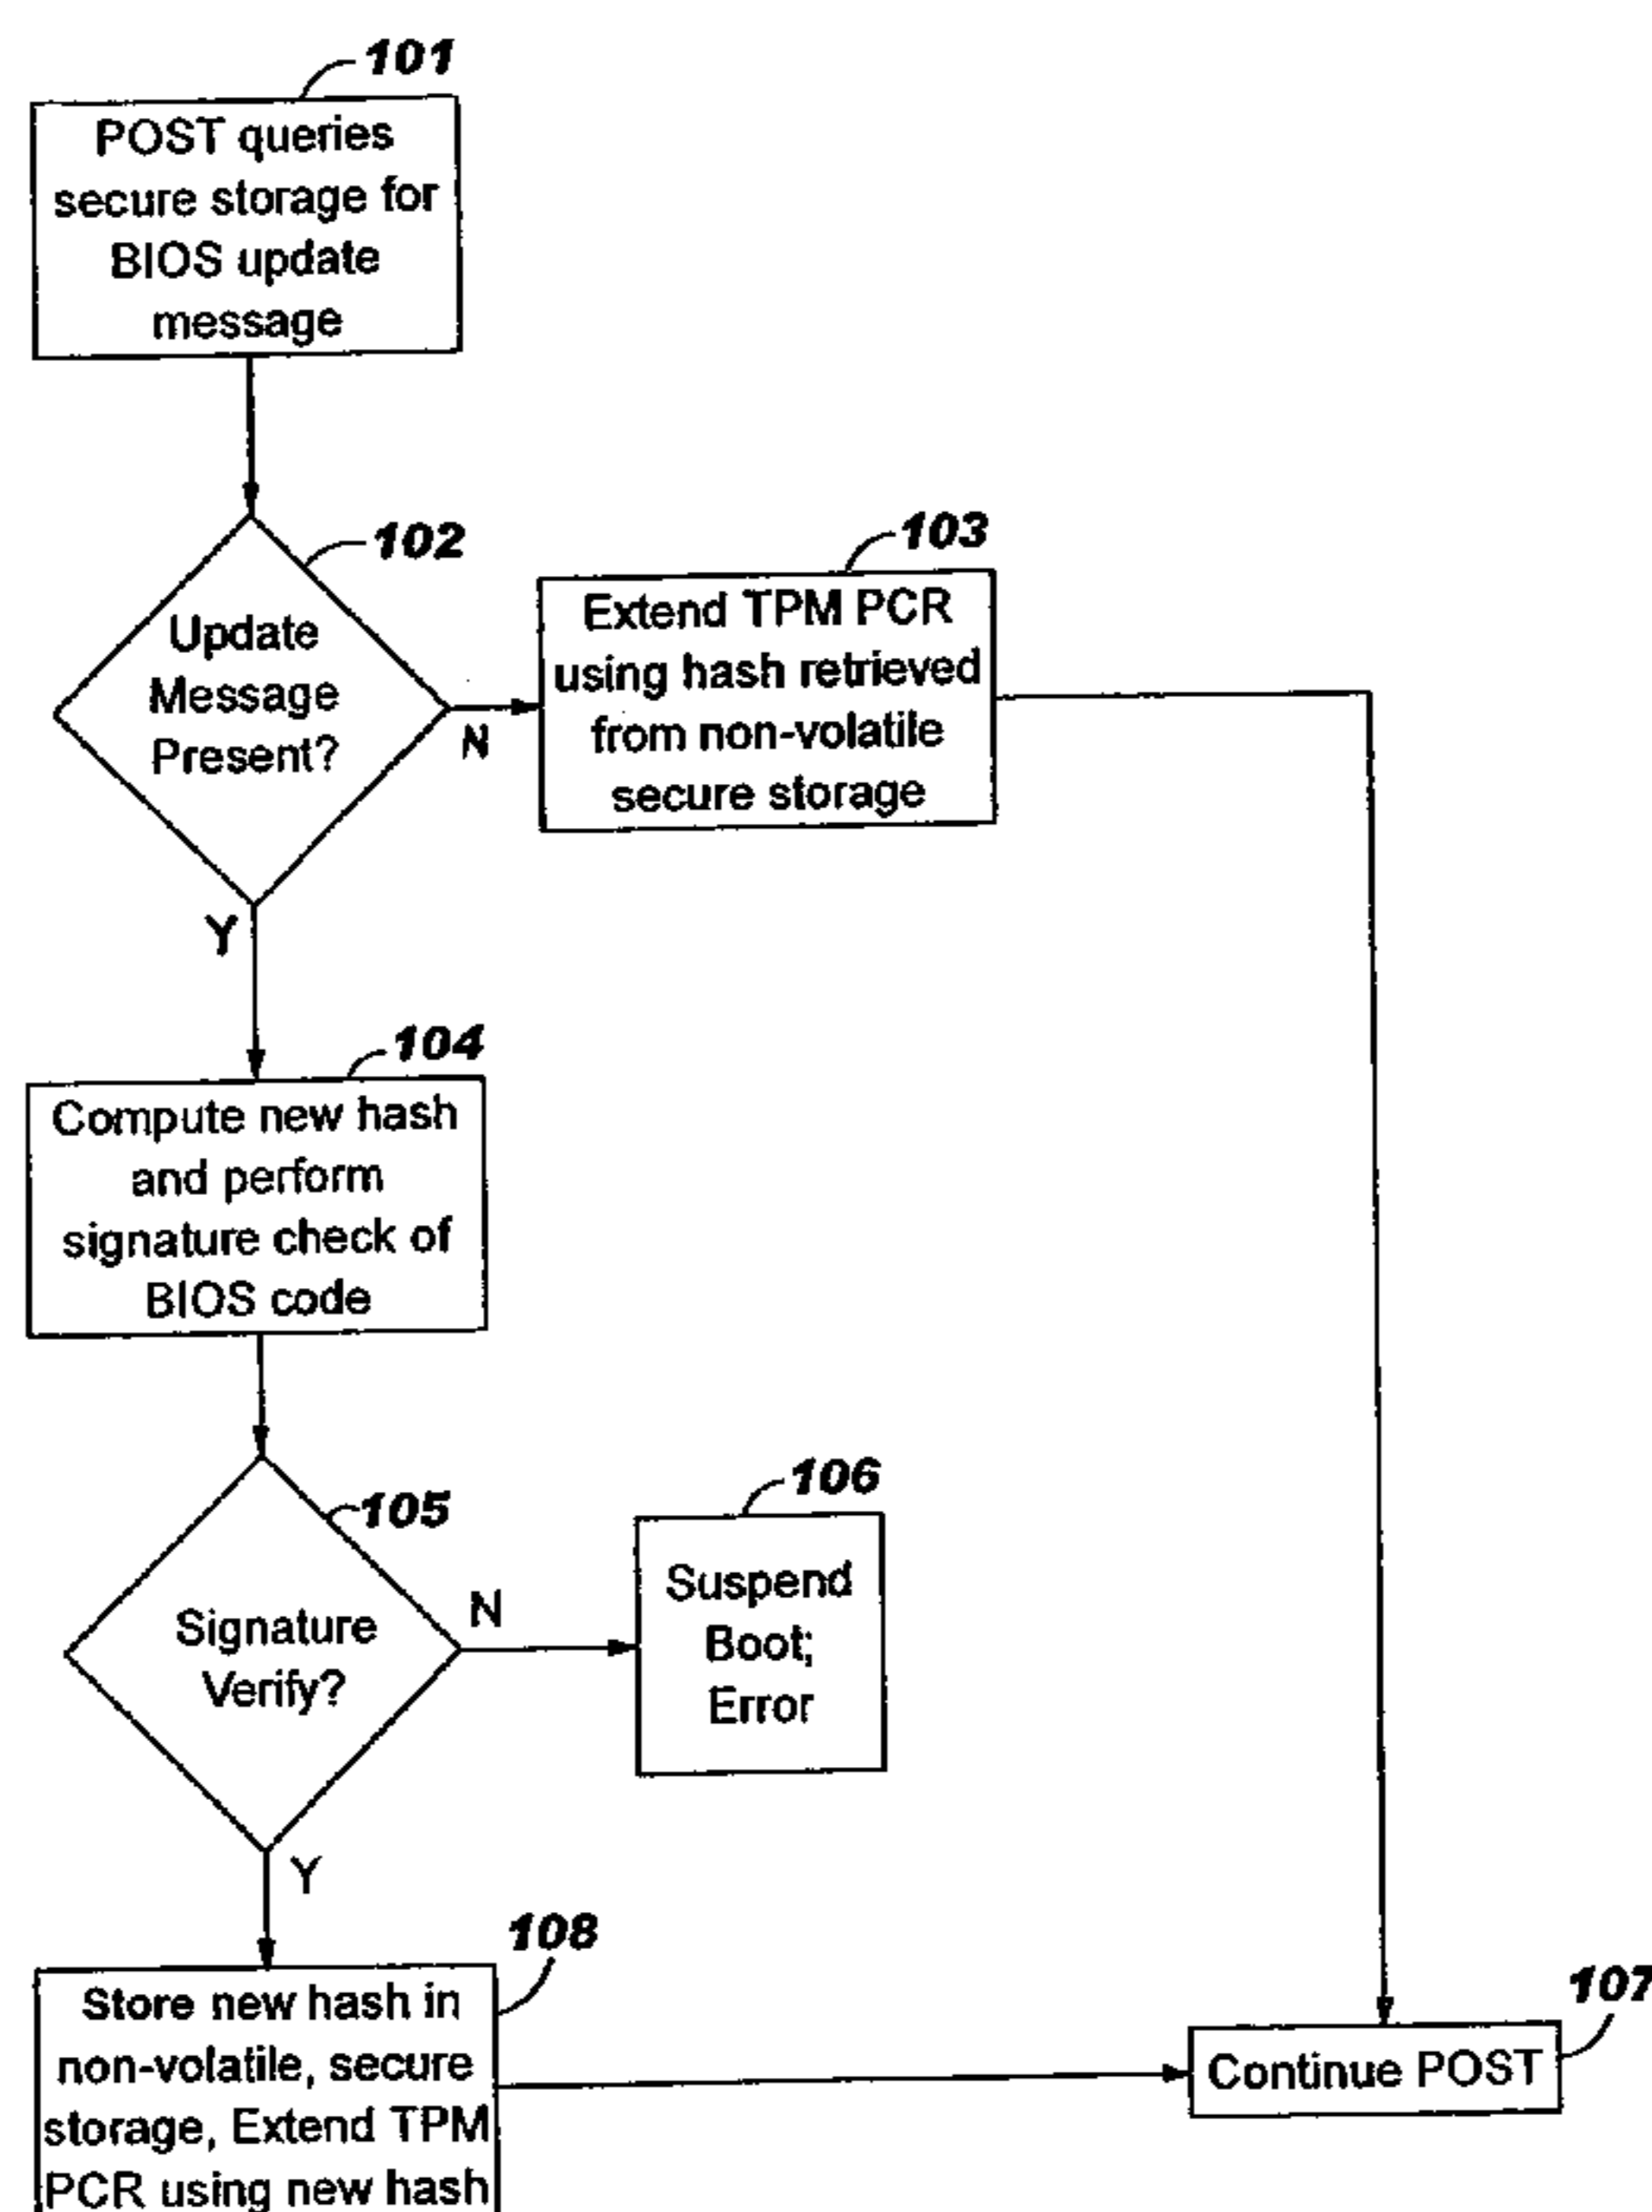 101
POST queries
secure storage for
BIOS update
message
102
Update
Message
Present?
N
Y
103
Extend TPM PCR
using hash retrieved
from non-volatile
secure storage
104
Compute new hash
and perform
signature check of
BIOS code
105
Signature
Verify?
N
Y
106
Suspend
Boot;
Error
108
Store new hash in
non-volatile, secure
storage, Extend TPM
PCR using new hash
107
Continue POST